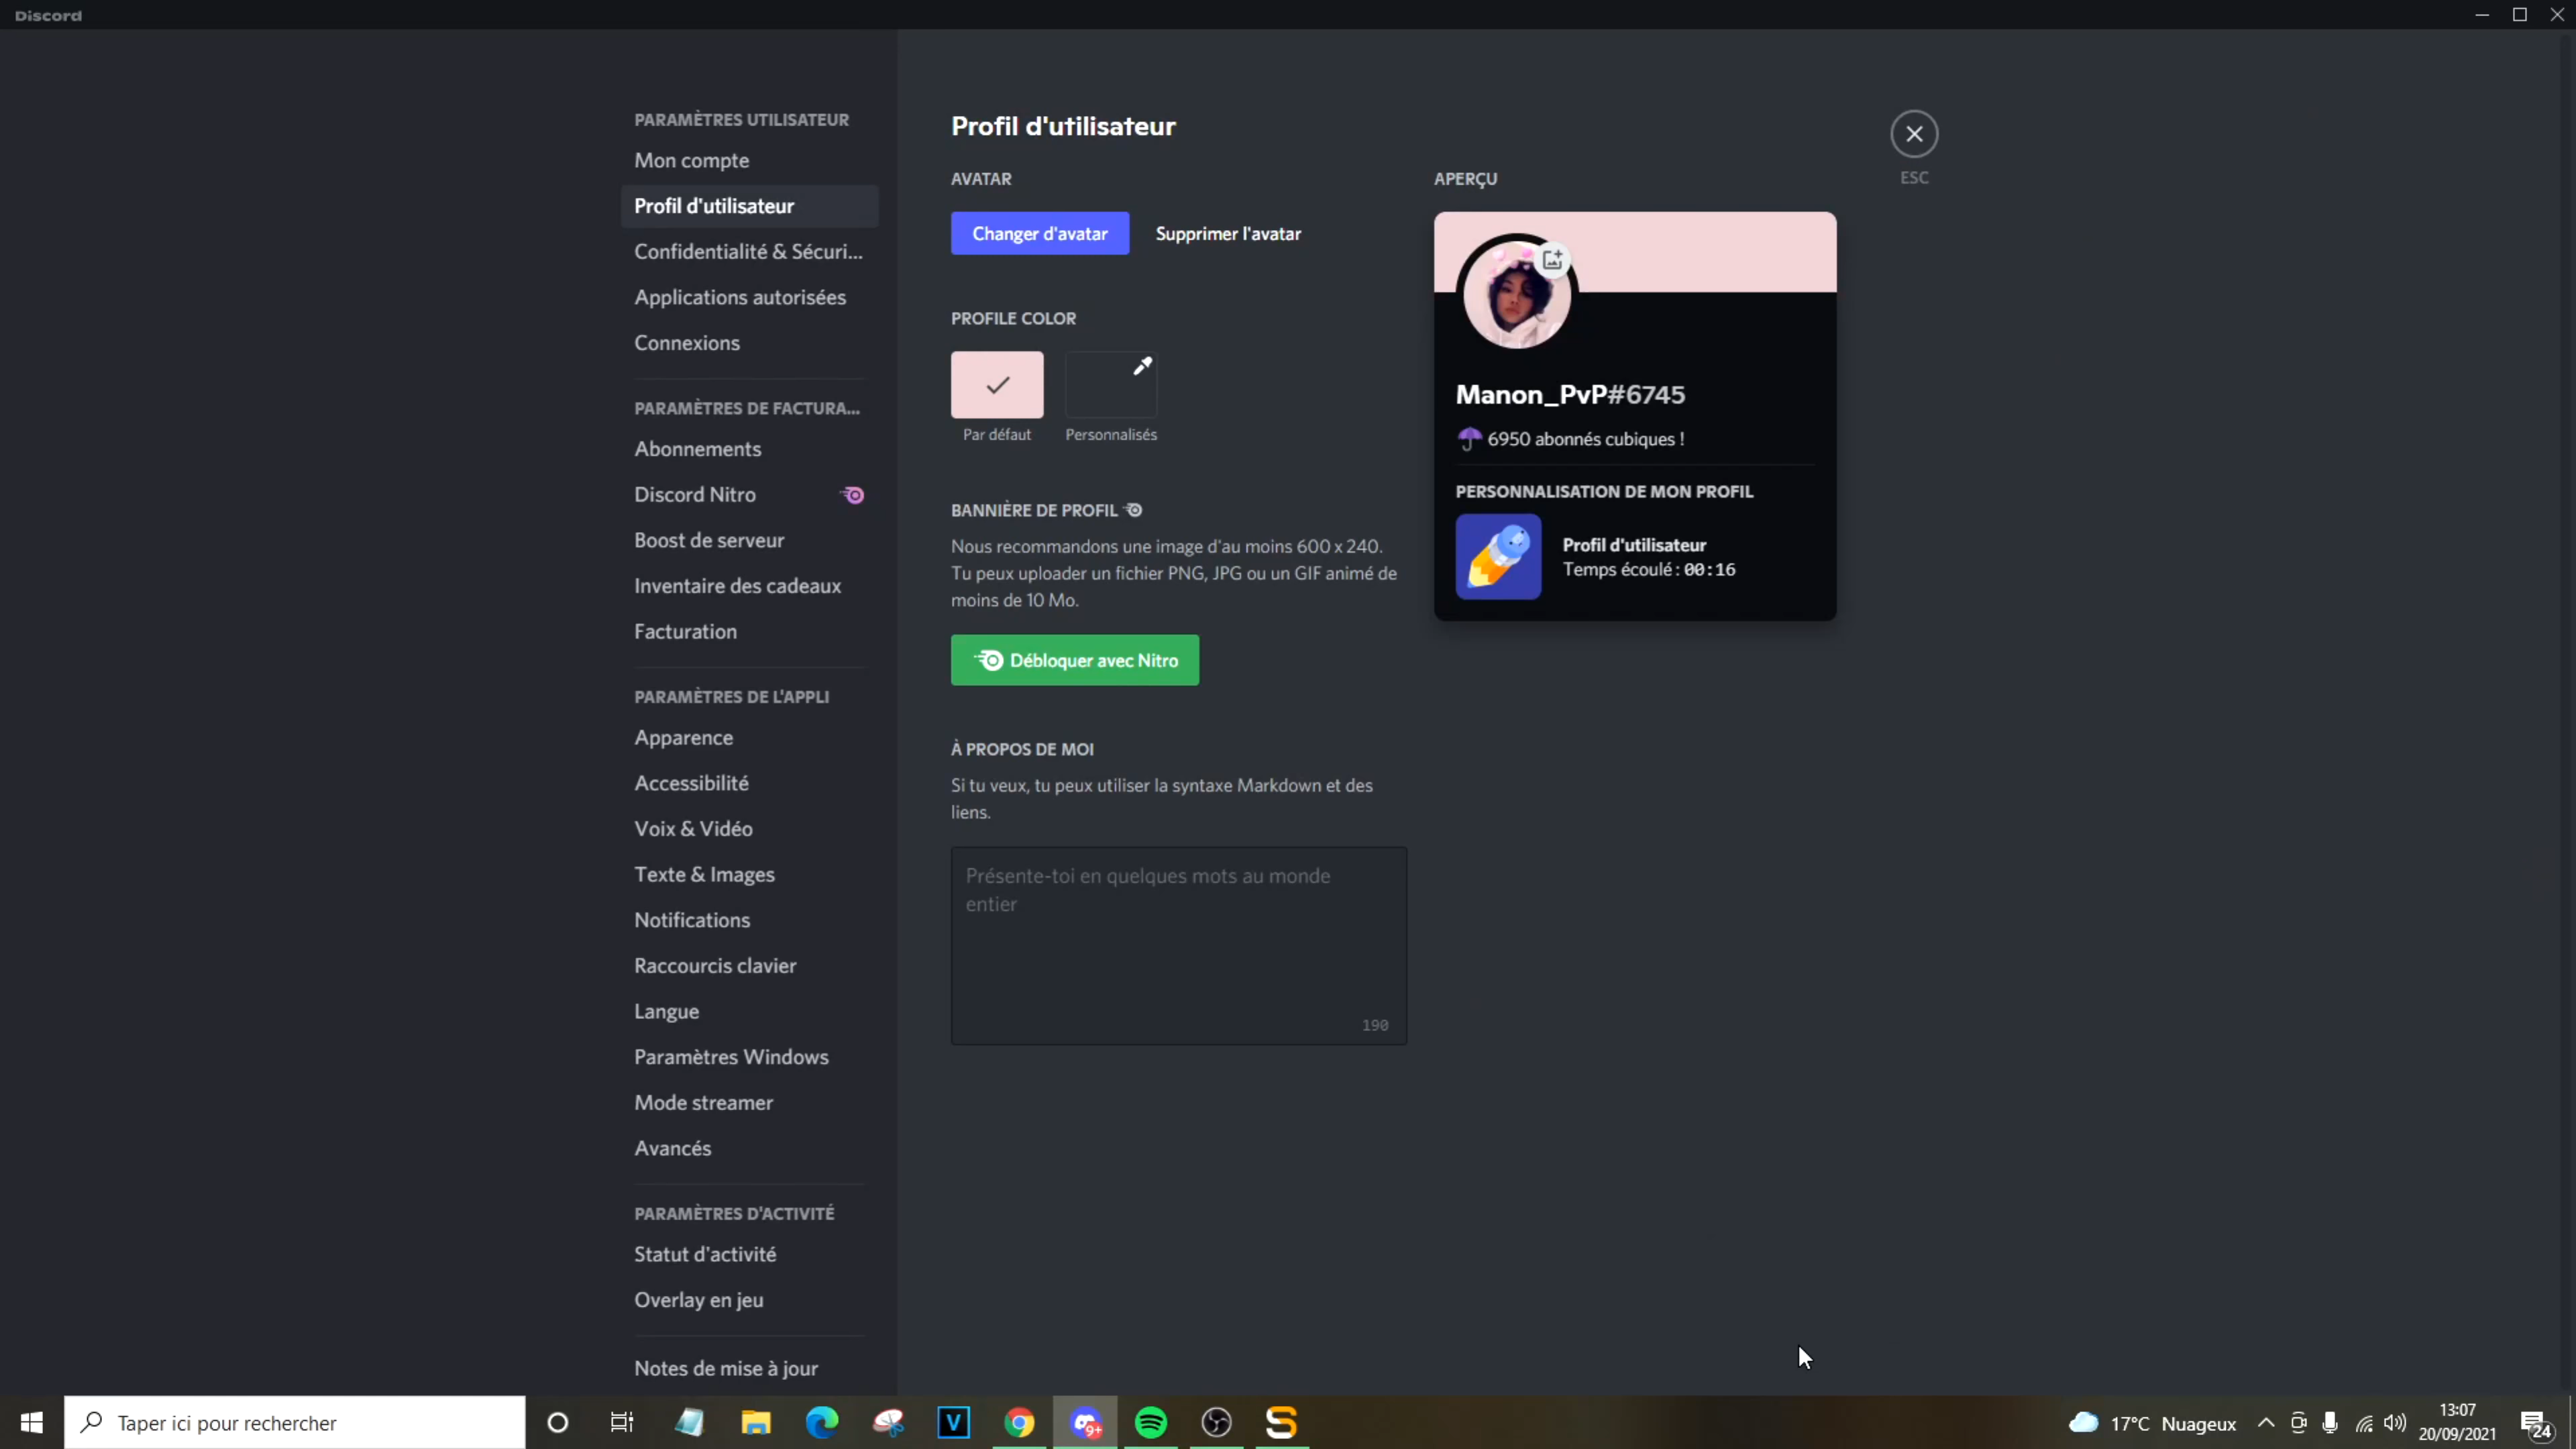 Discord
PARAMÈTRES UTILISATEUR
Mon compte
Profil d'utilisateur
Confidentialité & Sécuri...
Applications autorisées
Connexions
PARAMÈTRES DE FACTURA...
Abonnements
Discord Nitro
Boost de serveur
Inventaire des cadeaux
Facturation
PARAMÈTRES DE L'APPLI
Apparence
Accessibilité
Voix & Vidéo
Texte & Images
Notifications
Raccourcis clavier
Langue
Paramètres Windows
Mode streamer
Avancés
PARAMÈTRES D'ACTIVITÉ
Statut d'activité
Overlay en jeu
Notes de mise à jour
Profil d'utilisateur
AVATAR
Changer d'avatar
Supprimer l'avatar
PROFILE COLOR
Par défaut
Personnalisés
BANNIÈRE DE PROFIL
Nous recommandons une image d'au moins 600 x 240.
Tu peux uploader un fichier PNG, JPG ou un GIF animé de
moins de 10 Mo.
Débloquer avec Nitro
À PROPOS DE MOI
Si tu veux, tu peux utiliser la syntaxe Markdown et des
liens.
Présente-toi en quelques mots au monde
entier
190
APERÇU
Manon_PvP#6745
6950 abonnés cubiques !
PERSONNALISATION DE MON PROFIL
Profil d'utilisateur
Temps écoulé : 00:16
ESC
Taper ici pour rechercher
V
9+
17°C Nuageux
13:07
20/09/2021
24